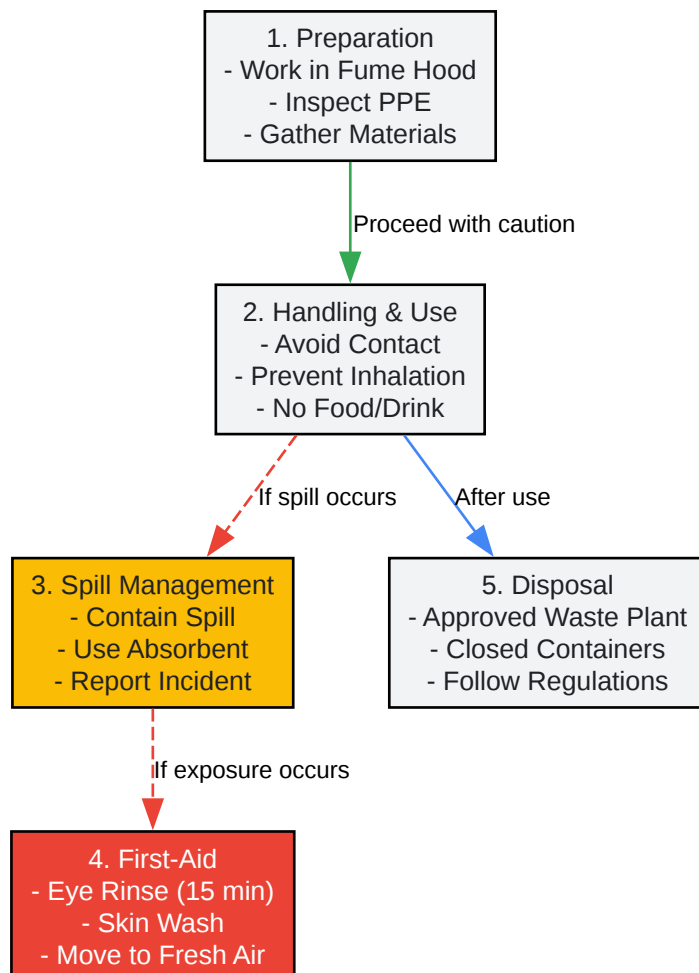 1. Preparation
- Work in Fume Hood
- Inspect PPE
- Gather Materials
Proceed with caution
2. Handling & Use
- Avoid Contact
- Prevent Inhalation
- No Food/Drink
If spill occurs
After use
3. Spill Management
- Contain Spill
- Use Absorbent
- Report Incident
5. Disposal
- Approved Waste Plant
- Closed Containers
- Follow Regulations
If exposure occurs
4. First-Aid
- Eye Rinse (15 min)
- Skin Wash
- Move to Fresh Air